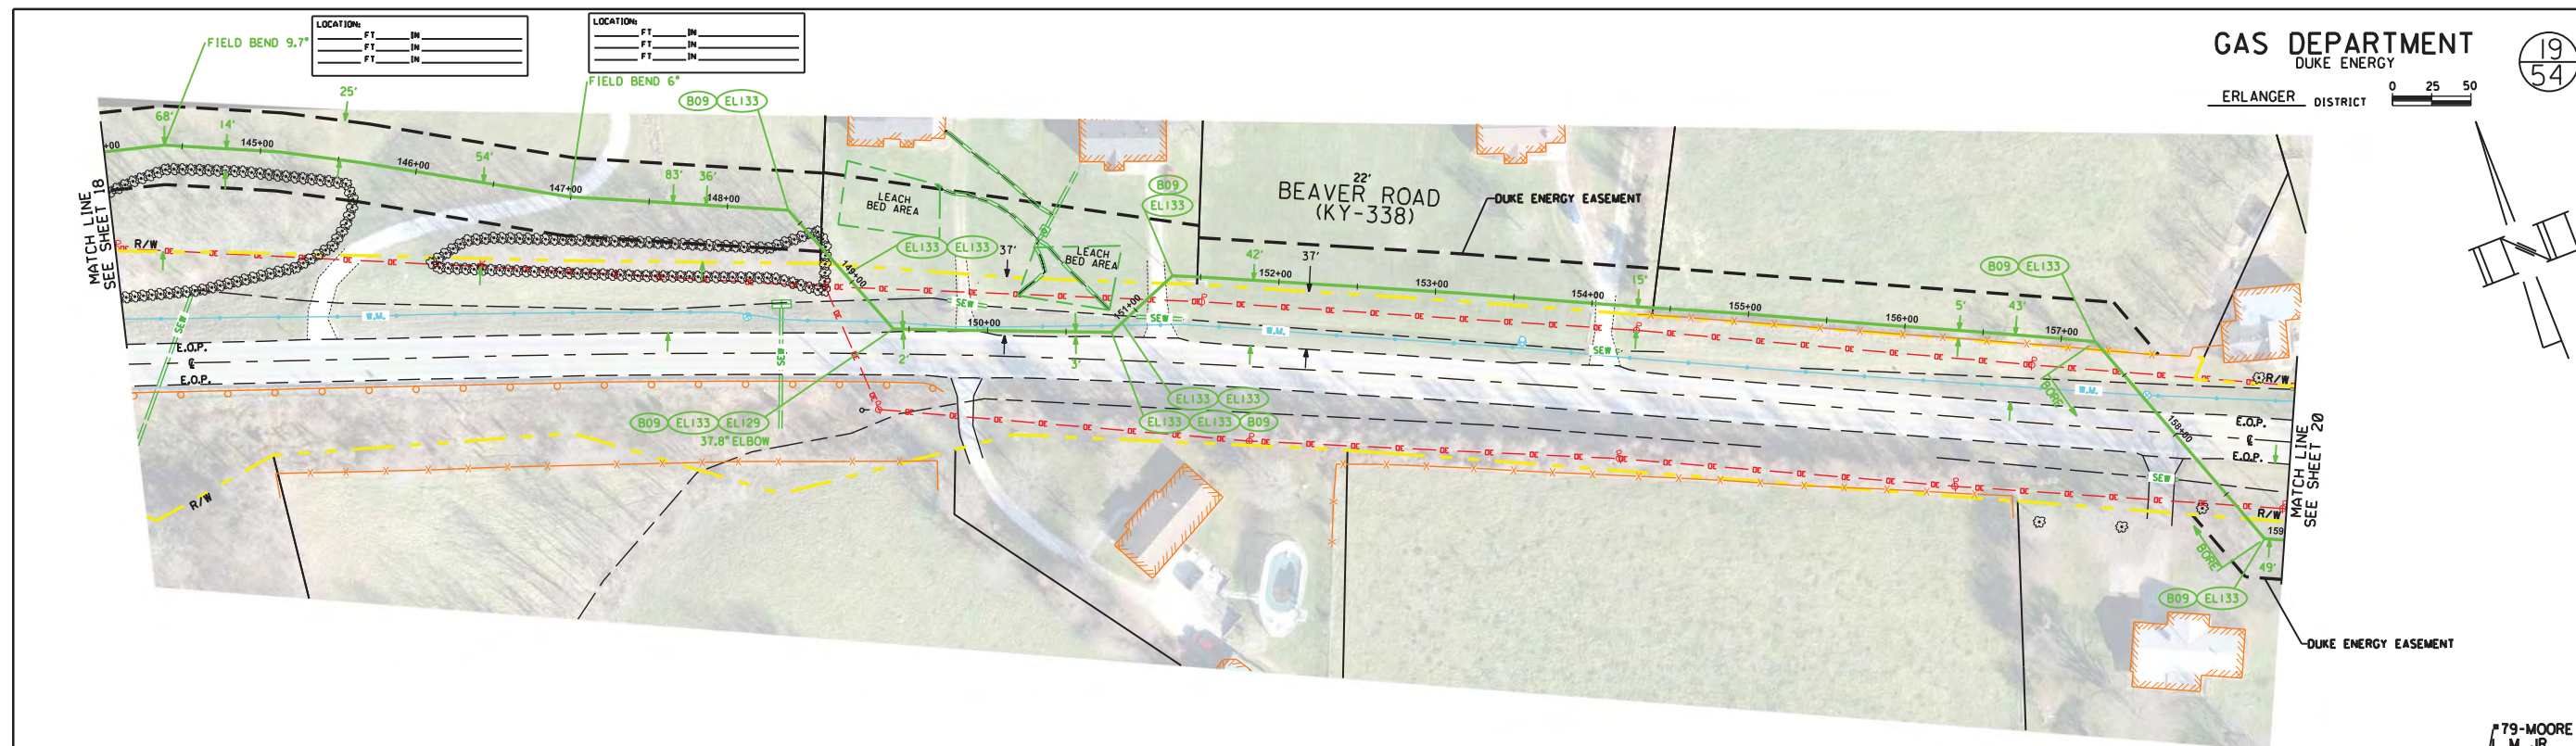 LOCATION:
FT IN
FT IN
FT IN
LOCATION:
FT IN
FT IN
FT IN
GAS DEPARTMENT
DUKE ENERGY
19
54
ERLANGER DISTRICT
0 25 50
FIELD BEND 9.7°
FIELD BEND 6°
25'
B09 EL133
68'
14'
+00
145+00
146+00
54'
147+00
83'
36'
148+00
MATCH LINE
SEE SHEET 18
R/W
LEACH
BED AREA
LEACH
BED AREA
B09
EL133
22'
BEAVER ROAD
(KY-338)
DUKE ENERGY EASEMENT
EL133 EL133
37'
149+00
42'
152+00
37'
153+00
154+00
15'
155+00
156+00
5'
43'
157+00
B09 EL133
OE
SEW
W.M.
E.O.P.
E.O.P.
150+00
151+00
SEW
SEW
SEW
W.M.
SEW
2'
3'
B09 EL133 EL129
37.8° ELBOW
EL133 EL133
EL133 EL133 B09
BORE
W.M.
R/W
158+00
E.O.P.
E.O.P.
SEW
MATCH LINE
SEE SHEET 20
R/W
R/W
159
BORE
49'
B09 EL133
DUKE ENERGY EASEMENT
79-MOORE
M JR